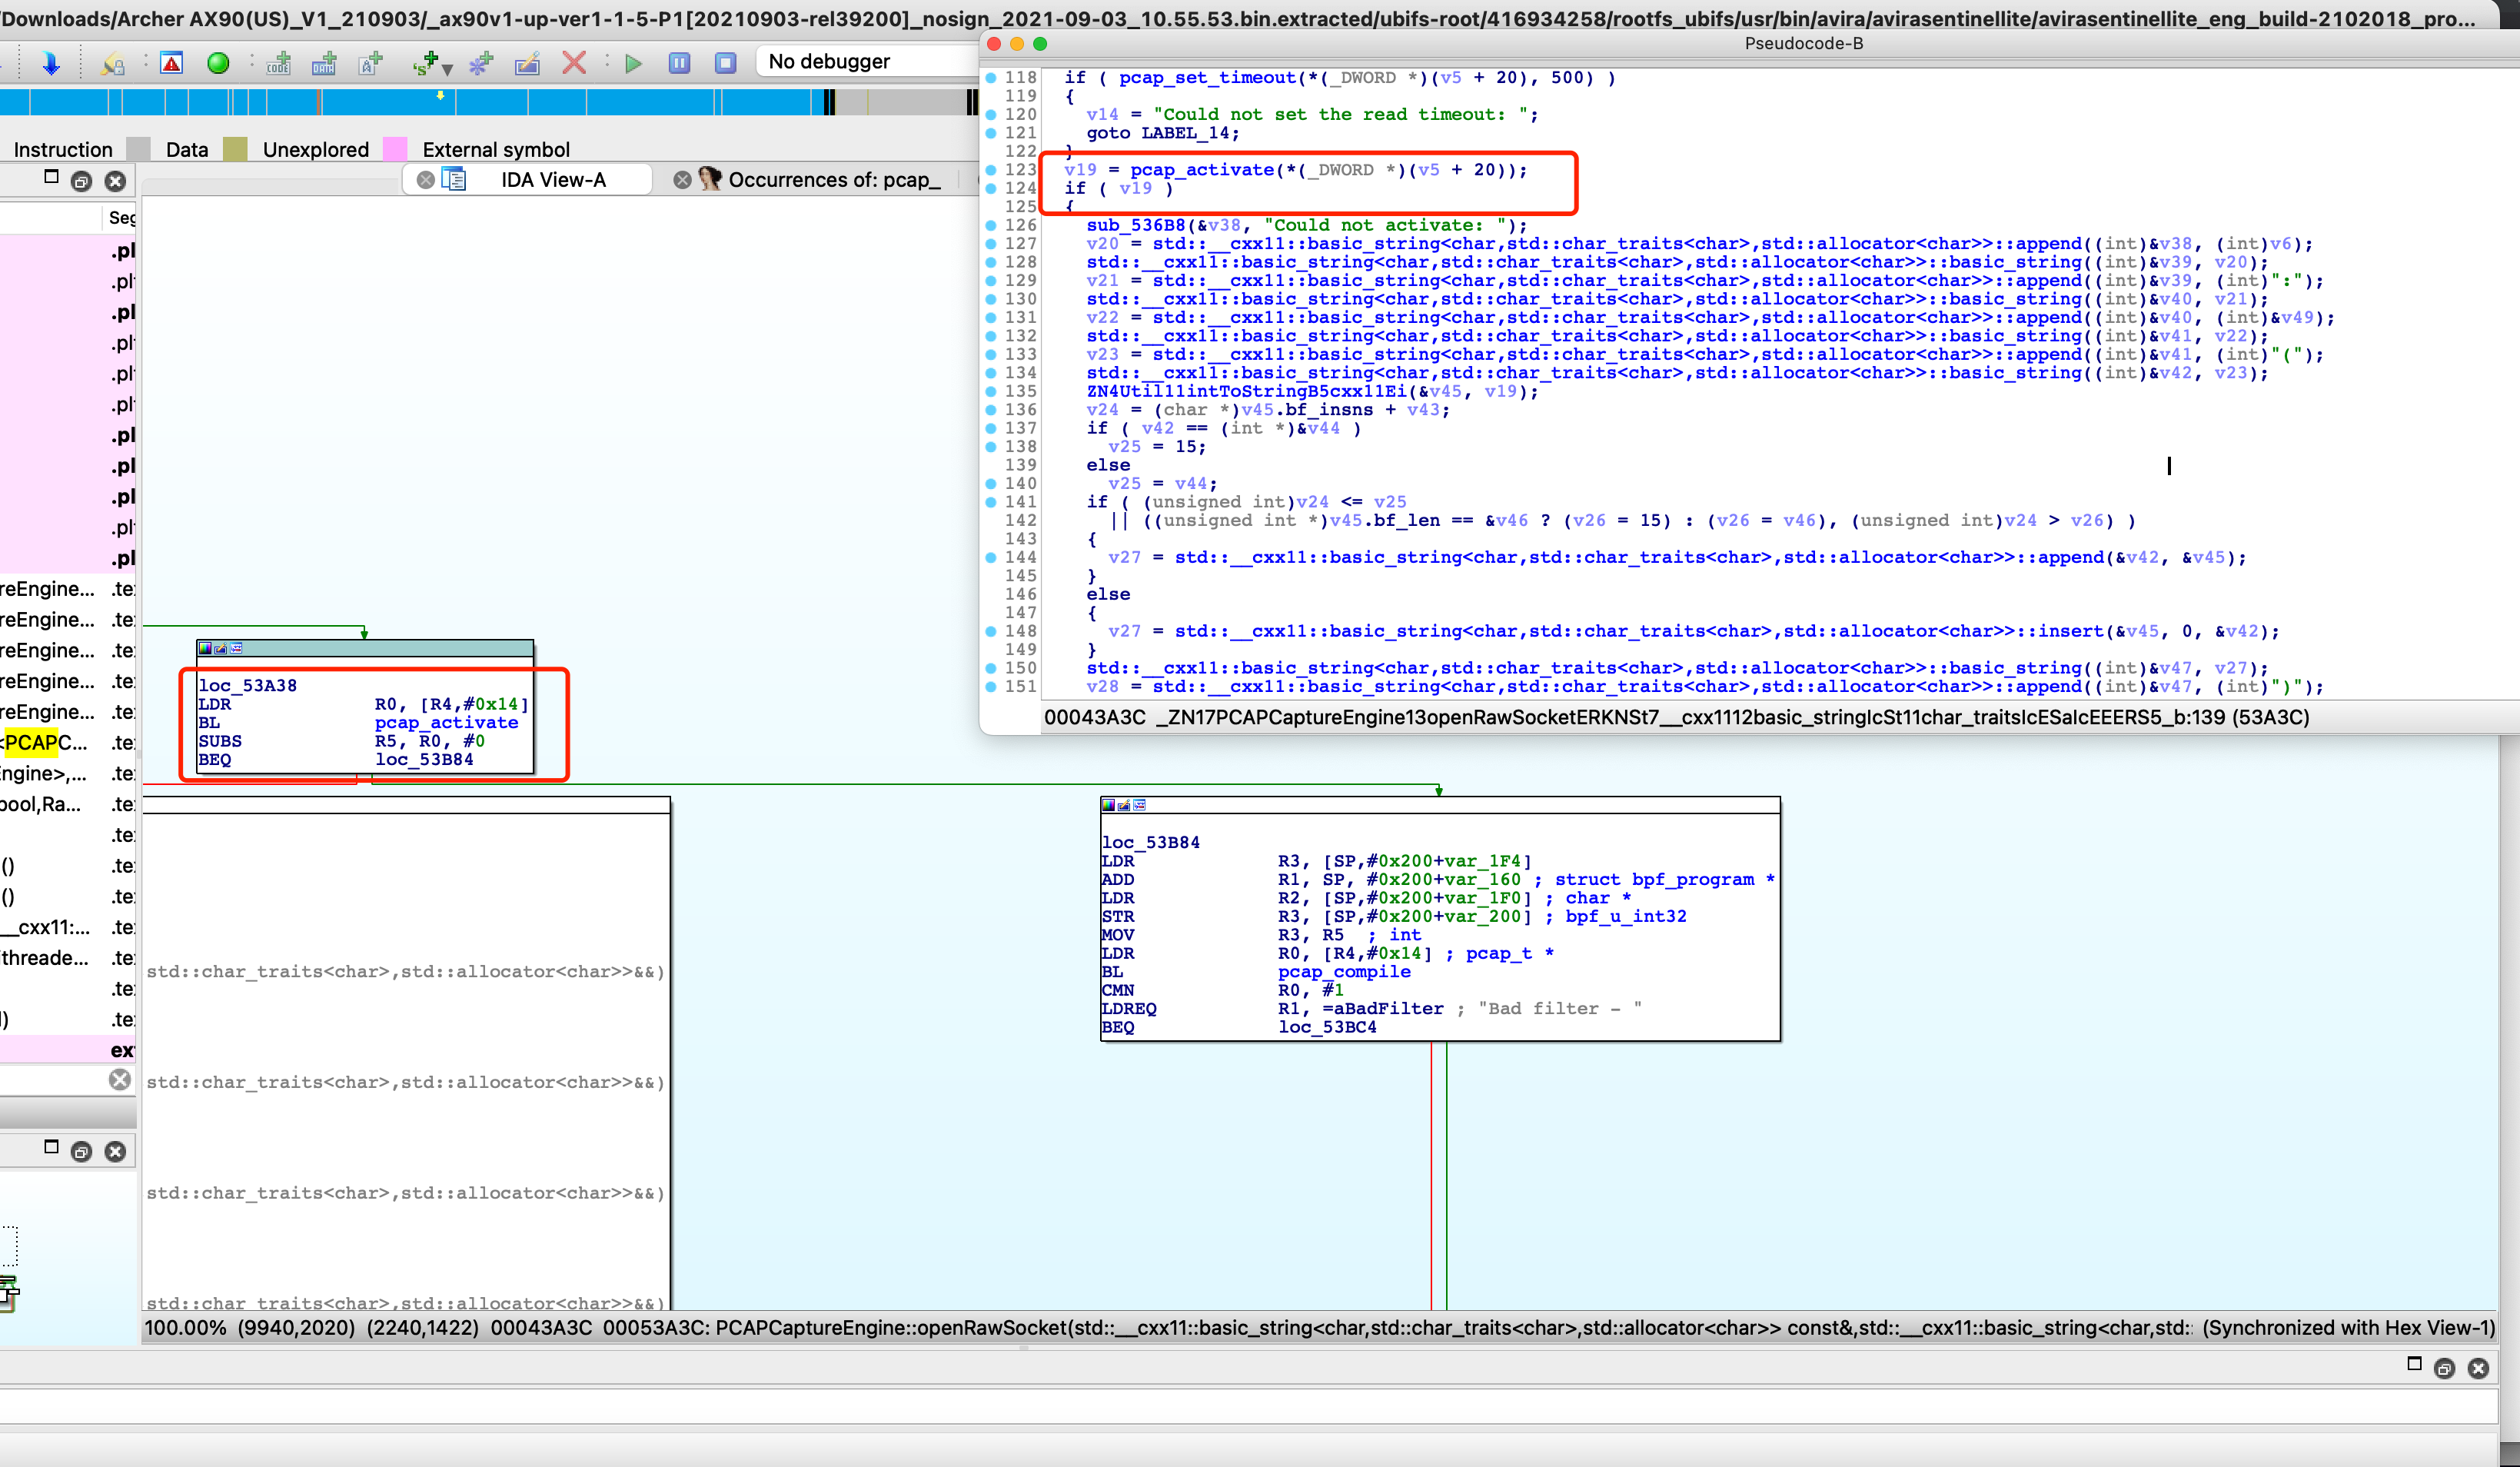 /Downloads/Archer AX90(US)_V1_210903/_ax90v1-up-ver1-1-5-P1[20210903-rel39200]_nosign_2021-09-03_10.55.53.bin.extracted/ubifs-root/416934258/rootfs_ubifs/usr/bin/avira/avirasentinellite/avirasentinellite_eng_build-2102018_pro...
No debugger
Instruction Data Unexplored External symbol
IDA View-A Occurrences of: pcap_
Seg
.pl
.pl
.pl
.pl
.pl
.pl
.pl
.pl
.pl
.pl
.pl
reEngine... .te
reEngine... .te
reEngine... .te
reEngine... .te
reEngine... .te
<PCAPC... .te
Engine>,... .te
bool,Ra... .te
.te
() .te
() .te
__cxx11:... .te
ithreade... .te
.te
) .te
ex
Pseudocode-B
118 if ( pcap_set_timeout(*(_DWORD *)(v5 + 20), 500) )
119 {
120 v14 = "Could not set the read timeout: ";
121 goto LABEL_14;
122 }
123 v19 = pcap_activate(*(_DWORD *)(v5 + 20));
124 if ( v19 )
125 {
126 sub_536B8(&v38, "Could not activate: ");
127 v20 = std::__cxx11::basic_string<char,std::char_traits<char>,std::allocator<char>>::append((int)&v38, (int)v6);
128 std::__cxx11::basic_string<char,std::char_traits<char>,std::allocator<char>>::basic_string((int)&v39, v20);
129 v21 = std::__cxx11::basic_string<char,std::char_traits<char>,std::allocator<char>>::append((int)&v39, (int)":");
130 std::__cxx11::basic_string<char,std::char_traits<char>,std::allocator<char>>::basic_string((int)&v40, v21);
131 v22 = std::__cxx11::basic_string<char,std::char_traits<char>,std::allocator<char>>::append((int)&v40, (int)&v49);
132 std::__cxx11::basic_string<char,std::char_traits<char>,std::allocator<char>>::basic_string((int)&v41, v22);
133 v23 = std::__cxx11::basic_string<char,std::char_traits<char>,std::allocator<char>>::append((int)&v41, (int)"(");
134 std::__cxx11::basic_string<char,std::char_traits<char>,std::allocator<char>>::basic_string((int)&v42, v23);
135 ZN4Util11intToStringB5cxx11Ei(&v45, v19);
136 v24 = (char *)v45.bf_insns + v43;
137 if ( v42 == (int *)&v44 )
138 v25 = 15;
139 else
140 v25 = v44;
141 if ( (unsigned int)v24 <= v25
142 || ((unsigned int *)v45.bf_len == &v46 ? (v26 = 15) : (v26 = v46), (unsigned int)v24 > v26) )
143 {
144 v27 = std::__cxx11::basic_string<char,std::char_traits<char>,std::allocator<char>>::append(&v42, &v45);
145 }
146 else
147 {
148 v27 = std::__cxx11::basic_string<char,std::char_traits<char>,std::allocator<char>>::insert(&v45, 0, &v42);
149 }
150 std::__cxx11::basic_string<char,std::char_traits<char>,std::allocator<char>>::basic_string((int)&v47, v27);
151 v28 = std::__cxx11::basic_string<char,std::char_traits<char>,std::allocator<char>>::append((int)&v47, (int)")");
00043A3C _ZN17PCAPCaptureEngine13openRawSocketERKNSt7__cxx1112basic_stringIcSt11char_traitsIcESaIcEEERS5_b:139 (53A3C)
loc_53A38
LDR R0, [R4,#0x14]
BL pcap_activate
SUBS R5, R0, #0
BEQ loc_53B84
std::char_traits<char>,std::allocator<char>>&&)
std::char_traits<char>,std::allocator<char>>&&)
std::char_traits<char>,std::allocator<char>>&&)
std::char_traits<char>,std::allocator<char>>&&)
loc_53B84
LDR R3, [SP,#0x200+var_1F4]
ADD R1, SP, #0x200+var_160 ; struct bpf_program *
LDR R2, [SP,#0x200+var_1F0] ; char *
STR R3, [SP,#0x200+var_200] ; bpf_u_int32
MOV R3, R5 ; int
LDR R0, [R4,#0x14] ; pcap_t *
BL pcap_compile
CMN R0, #1
LDREQ R1, =aBadFilter ; "Bad filter - "
BEQ loc_53BC4
100.00% (9940,2020) (2240,1422) 00043A3C 00053A3C: PCAPCaptureEngine::openRawSocket(std::__cxx11::basic_string<char,std::char_traits<char>,std::allocator<char>> const&,std::__cxx11::basic_string<char,std:: (Synchronized with Hex View-1)